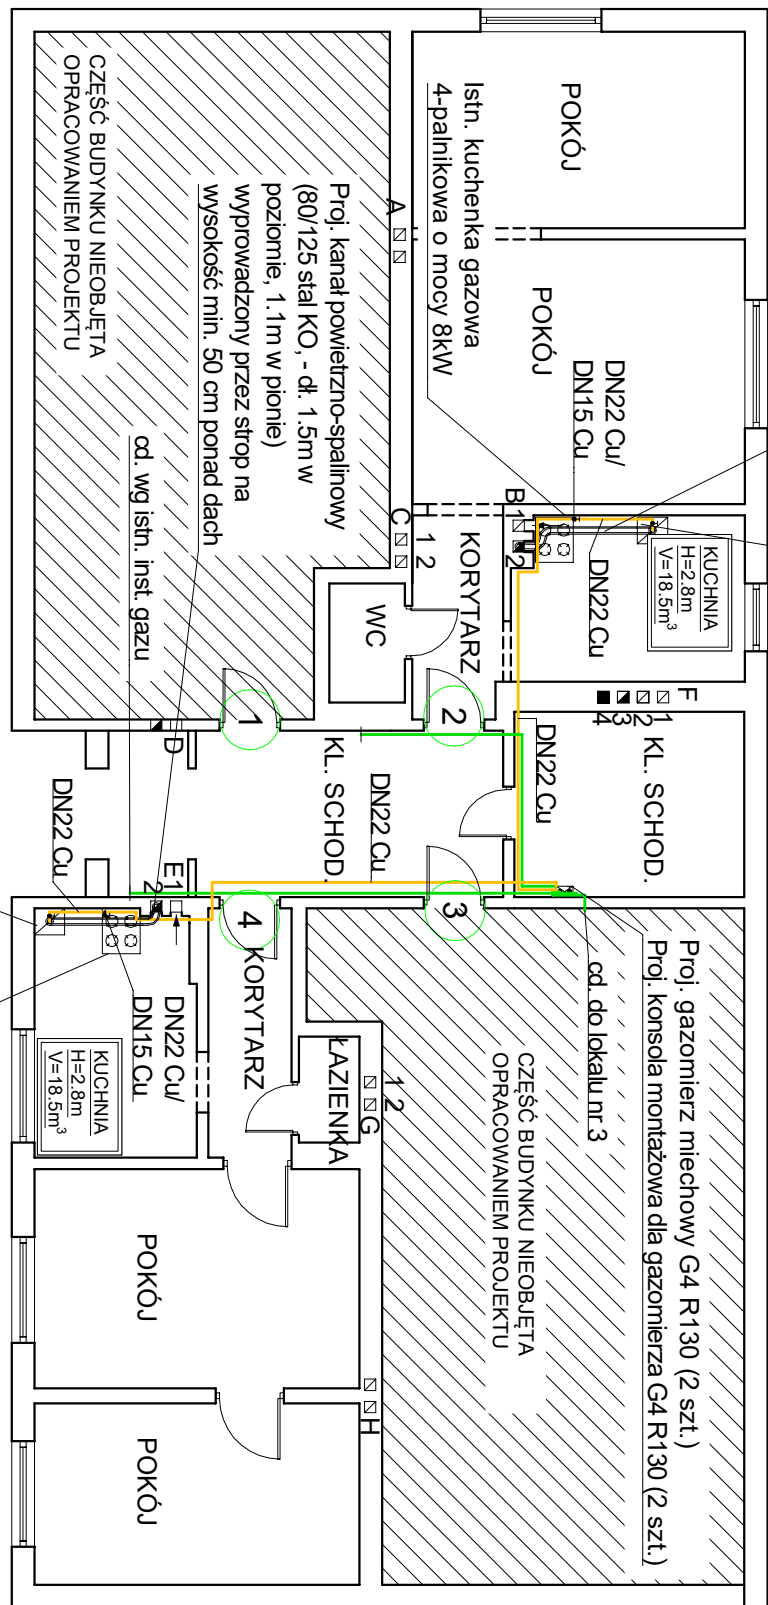 CZĘŚĆ BUDYNKU NIEOBJĘTA
OPRACOWANIEM PROJEKTU
Proj. kanał powietrzno-spalinowy
(80/125 stal KO, - dł. 1.5m w
poziomie, 1.1m w pionie)
wyprowadzony przez strop na
wysokość min. 50 cm ponad dach
cd. wg istn. inst. gazu
Istn. kuchenka gazowa
4-palnikowa o mocy 8kW
POKÓJ
POKÓJ
DN22 Cu/
DN15 Cu
A
B
1
2
C
1
2
KORYTARZ
WC
DN22 Cu
KUCHNIA
H=2.8m
V=18.5m³
F
1
2
3
4
KL. SCHOD.
DN22 Cu
1
2
D
KL. SCHOD.
DN22 Cu
DN22 Cu
E
1
2
3
4
KORYTARZ
ŁAZIENKA
1
2
G
DN22 Cu/
DN15 Cu
KUCHNIA
H=2.8m
V=18.5m³
Proj. gazomierz miechowy G4 R130 (2 szt.)
Proj. konsola montażowa dla gazomierza G4 R130 (2 szt.)
cd. do lokalu nr 3
CZĘŚĆ BUDYNKU NIEOBJĘTA
OPRACOWANIEM PROJEKTU
POKÓJ
H
POKÓJ